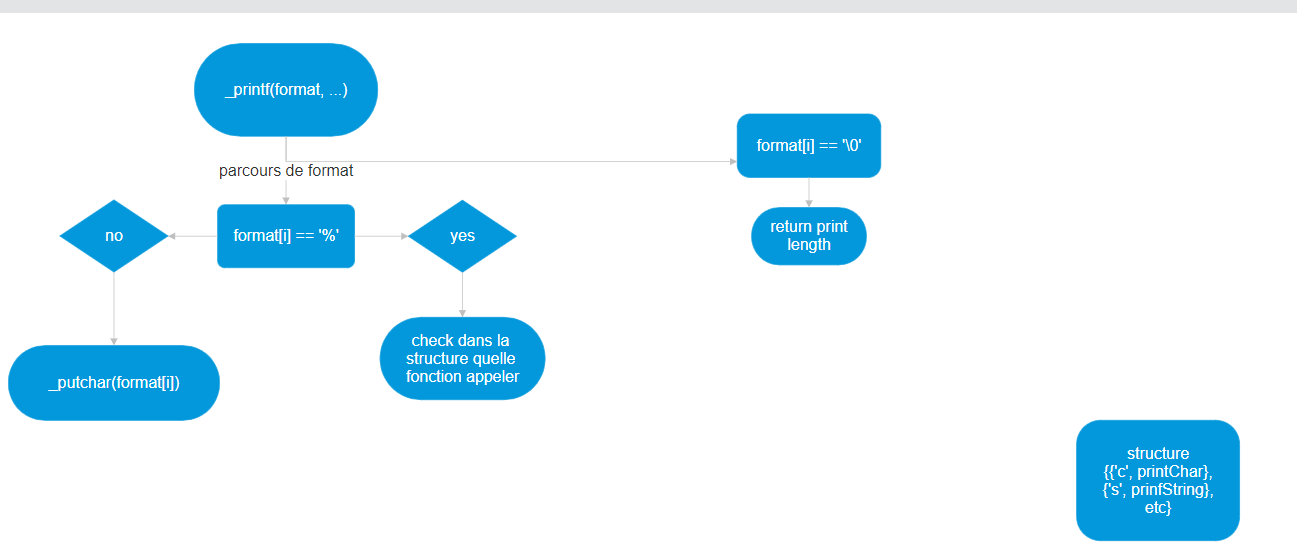 _printf(format, ...)
format[i] == '\0'
parcours de format
return print
length
no
format[i] == '%'
yes
check dans la
structure quelle
fonction appeler
_putchar(format[i])
structure
{{'c', printChar},
{'s', prinfString},
etc}